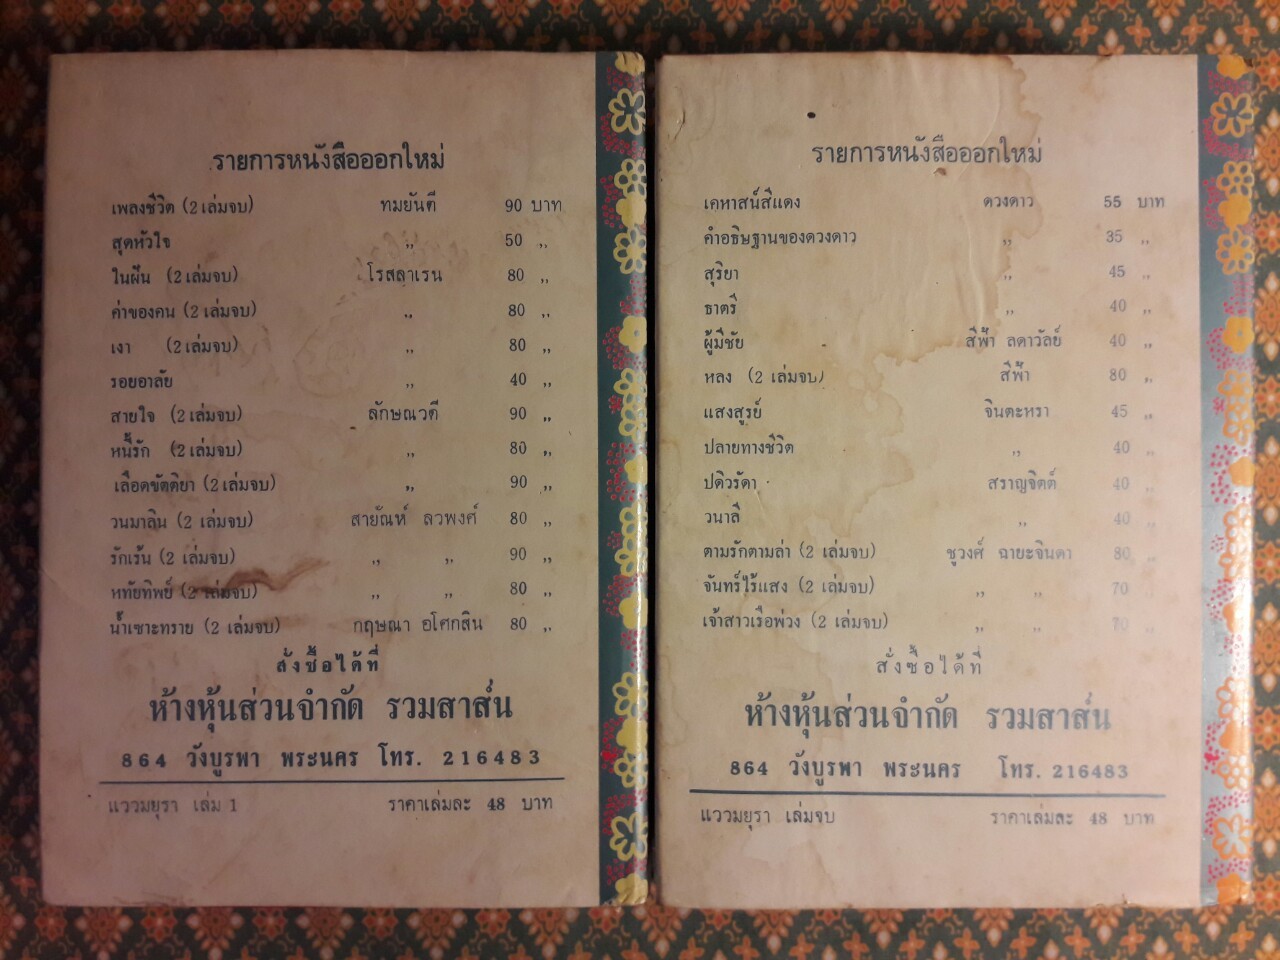 รายการหนังสือออกใหม่
เพลงชีวิต (2 เล่มจบ) ทมยันตี 90 บาท
สุดหัวใจ ,, 50 ,,
ในฝัน (2 เล่มจบ) โรสลาเรน 80 ,,
ค่าของคน (2 เล่มจบ) ,, 80 ,,
เงา (2 เล่มจบ) ,, 80 ,,
รอยอาลัย ,, 40 ,,
สายใจ (2 เล่มจบ) ลักษณวตี 90 ,,
หนี้รัก (2 เล่มจบ) ,, 80 ,,
เลือดขัตติยา (2 เล่มจบ) ,, 90 ,,
วนมาลิน (2 เล่มจบ) สายัณห์ ลวพงศ์ 80 ,,
รักเร้น (2 เล่มจบ) ,, ,, 90 ,,
หทัยทิพย์ (2 เล่มจบ) ,, ,, 80 ,,
น้ำเซาะทราย (2 เล่มจบ) กฤษณา อโศกสิน 80 ,,
สั่งซื้อได้ที่
ห้างหุ้นส่วนจำกัด รวมสาส์น
864 วังบูรพา พระนคร โทร. 216483
แววมยุรา เล่ม 1 ราคาเล่มละ 48 บาท
รายการหนังสือออกใหม่
เคหาสน์สีแดง ดวงดาว 55 บาท
คำอธิษฐานของดวงดาว ,, 35 ,,
สุริยา ,, 45 ,,
ธาตรี ,, 40 ,,
ผู้มีชัย สีฟ้า ลดาวัลย์ 40 ,,
หลง (2 เล่มจบ) สีฟ้า 80 ,,
แสงสูรย์ จินตะหรา 45 ,,
ปลายทางชีวิต ,, 40 ,,
ปดิวรัดา สราญจิตต์ 40 ,,
วนาลี ,, 40 ,,
ตามรักตามล่า (2 เล่มจบ) ชูวงศ์ ฉายะจินดา 80 ,,
จันทร์ไร้แสง (2 เล่มจบ) ,, ,, 70 ,,
เจ้าสาวเรือพ่วง (2 เล่มจบ) ,, ,, 70 ,,
สั่งซื้อได้ที่
ห้างหุ้นส่วนจำกัด รวมสาส์น
864 วังบูรพา พระนคร โทร. 216483
แววมยุรา เล่มจบ ราคาเล่มละ 48 บาท